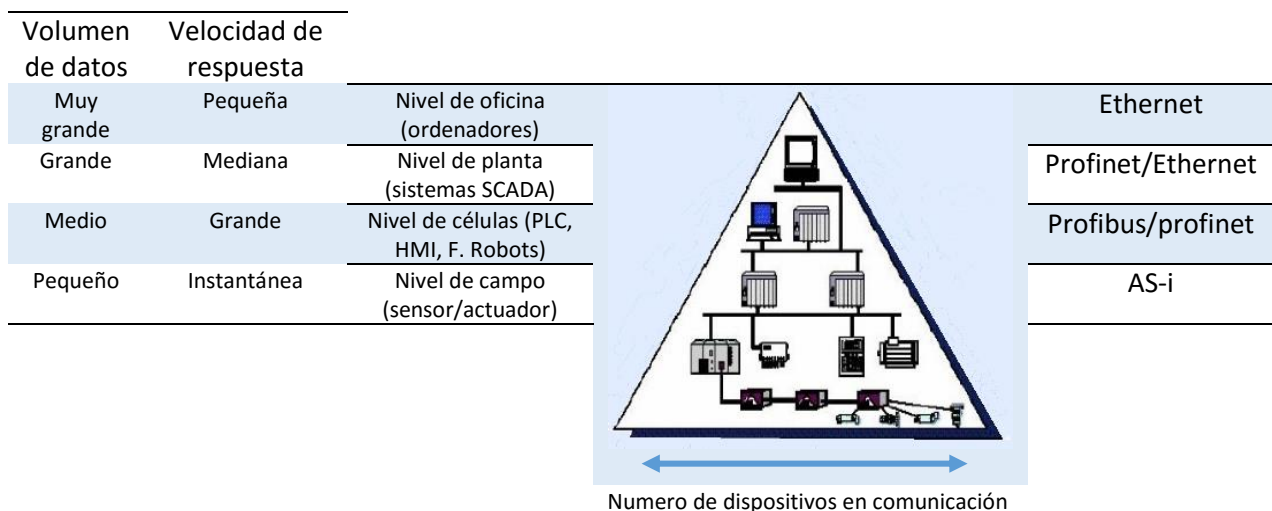 Volumen de datos
Velocidad de respuesta
Muy grande
Pequeña
Nivel de oficina
(ordenadores)
Ethernet
Grande
Mediana
Nivel de planta
(sistemas SCADA)
Profinet/Ethernet
Medio
Grande
Nivel de células (PLC,
HMI, F. Robots)
Profibus/profinet
Pequeño
Instantánea
Nivel de campo
(sensor/actuador)
AS-i
Numero de dispositivos en comunicación